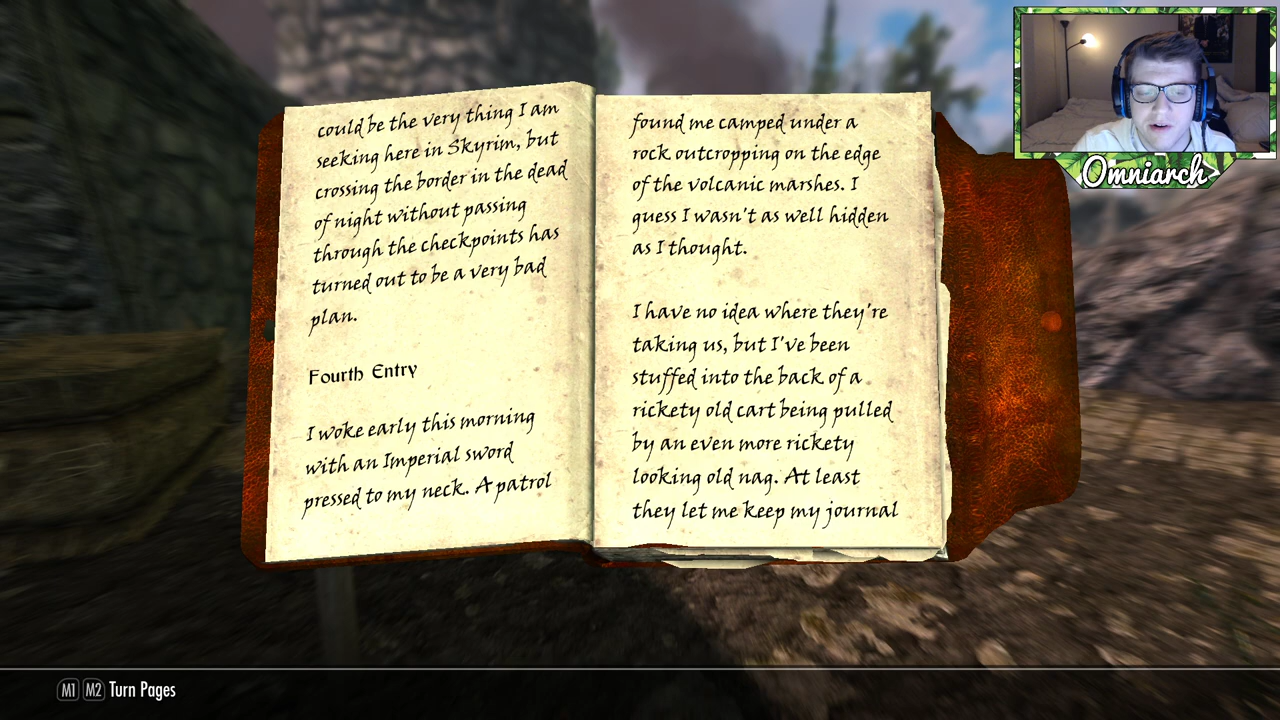 could be the very thing I am
seeking here in Skyrim, but
crossing the border in the dead
of night without passing
through the checkpoints has
turned out to be a very bad
plan.
Fourth Entry
I woke early this morning
with an Imperial sword
pressed to my neck. A patrol
found me camped under a
rock outcropping on the edge
of the volcanic marshes. I
guess I wasn't as well hidden
as I thought.
I have no idea where they're
taking us, but I've been
stuffed into the back of a
rickety old cart being pulled
by an even more rickety
looking old nag. At least
they let me keep my journal
Omniarch
M1 M2 Turn Pages